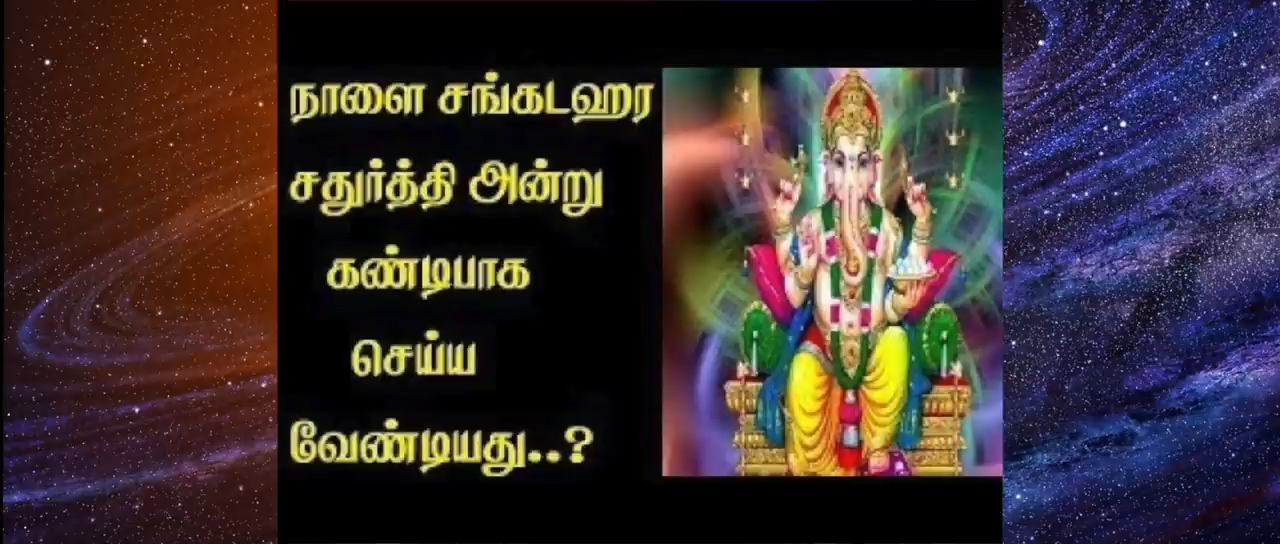 நாளை சங்கடஹர
சதுர்த்தி அன்று
கண்டிபாக
செய்ய
வேண்டியது..?